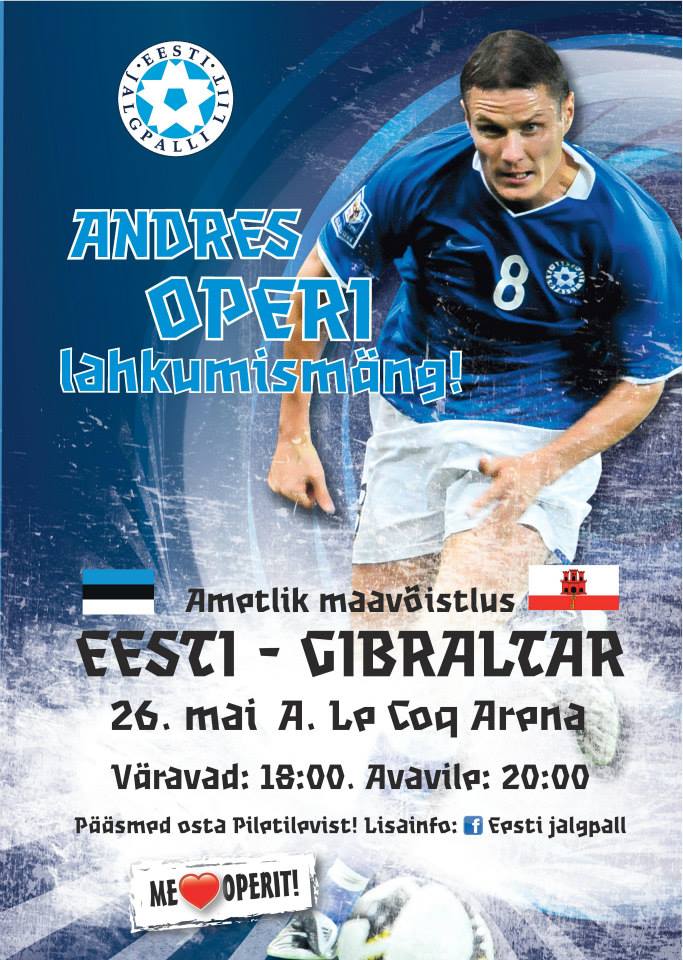 EESTI
JALGPALLI LIIT
ANDRES
OPERI
lahkumismäng!
8
Ametlik maavõistlus
EESTI - GIBRALTAR
26. mai A. Le Coq Arena
Väravad: 18:00. Avavile: 20:00
Pääsmed osta Piletilevist! Lisainfo: f Eesti jalgpall
ME ❤ OPERIT!